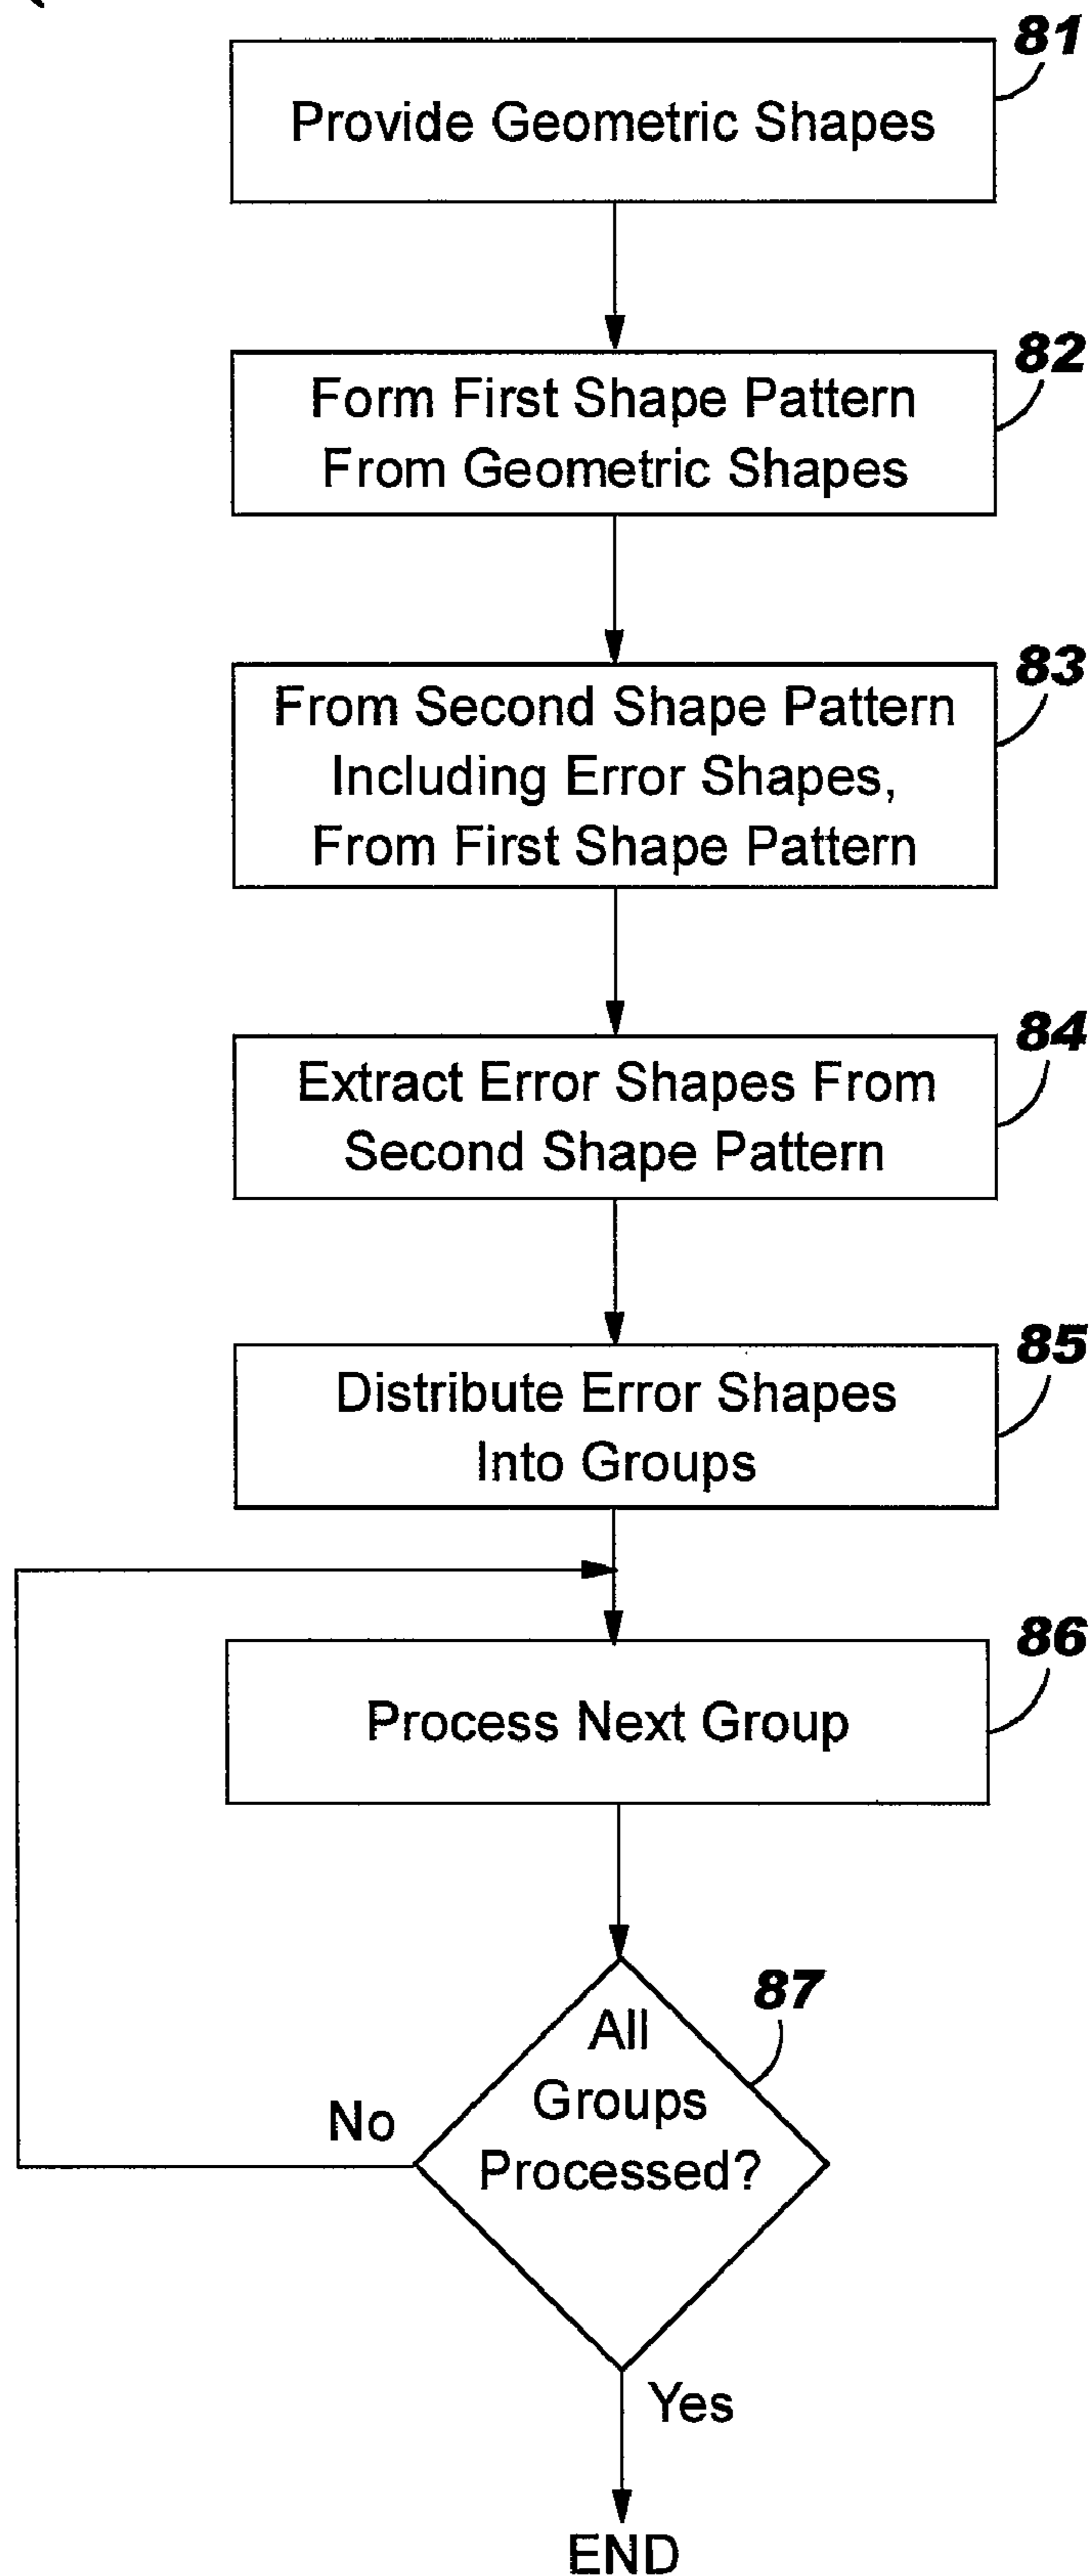 81
Provide Geometric Shapes
82
Form First Shape Pattern
From Geometric Shapes
83
From Second Shape Pattern
Including Error Shapes,
From First Shape Pattern
84
Extract Error Shapes From
Second Shape Pattern
85
Distribute Error Shapes
Into Groups
86
Process Next Group
87
All
Groups
Processed?
No
Yes
END